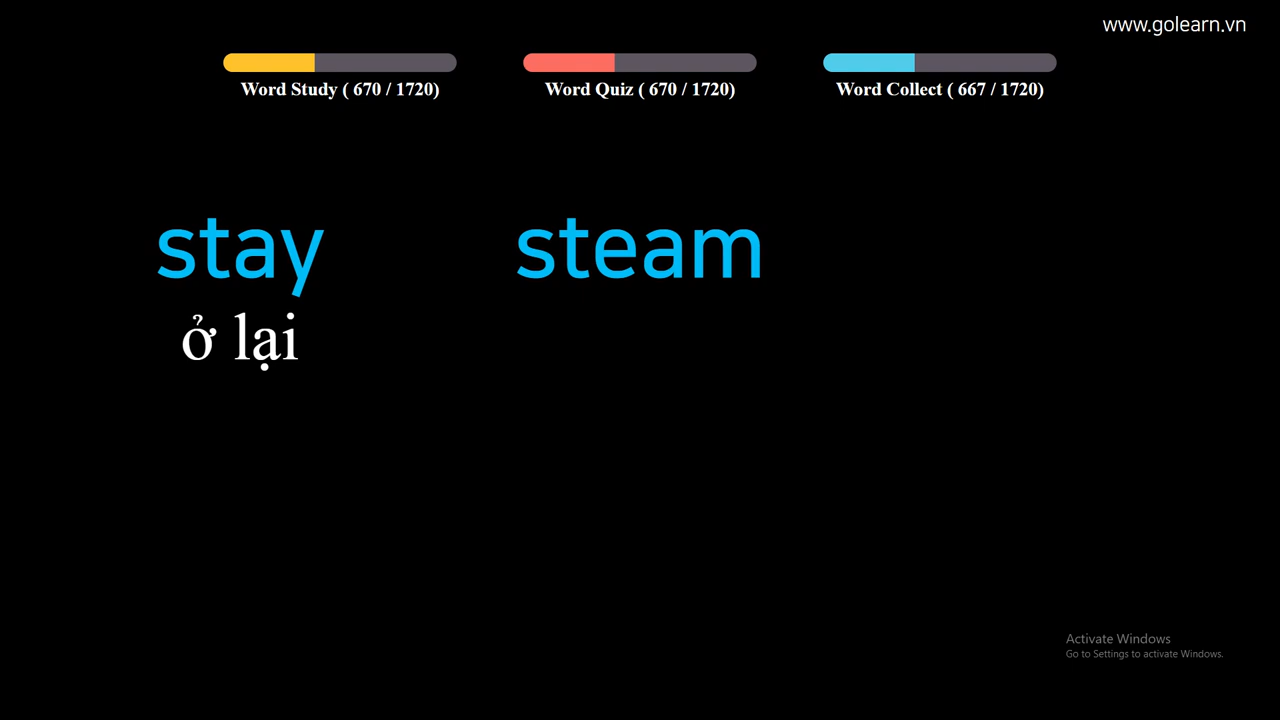 www.golearn.vn
Word Study ( 670 / 1720)
Word Quiz ( 670 / 1720)
Word Collect ( 667 / 1720)
stay
steam
ở lại
Activate Windows
Go to Settings to activate Windows.